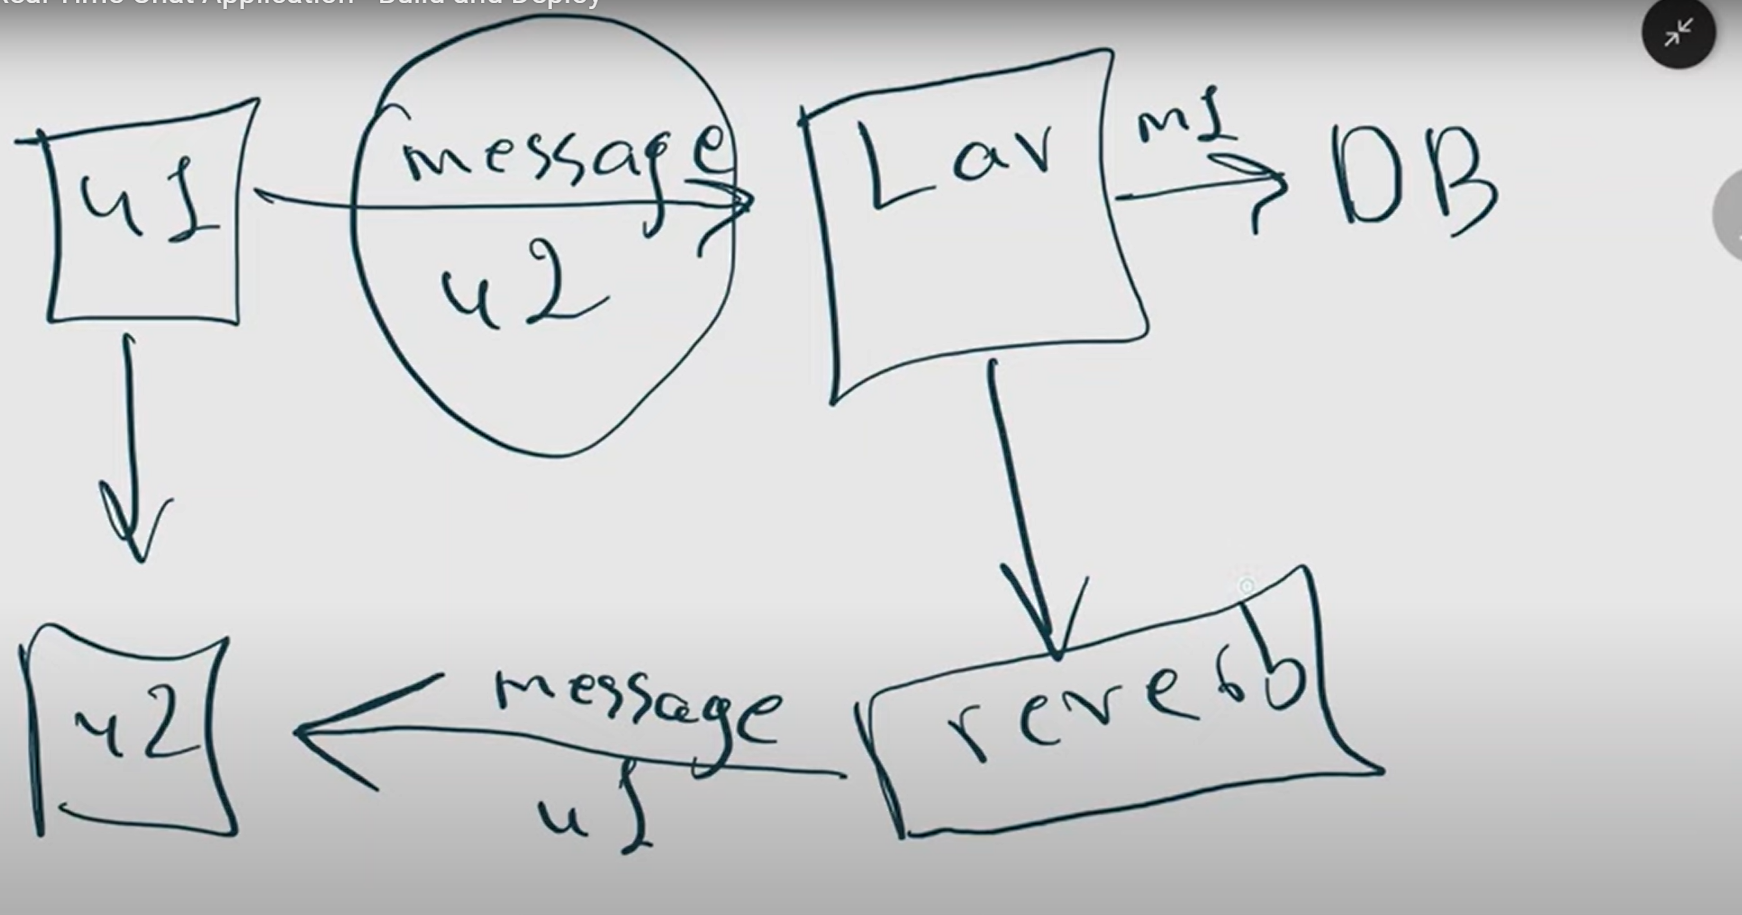 Real Time Chat Application - Build and Deploy
u1
message
u2
Lav
m1
DB
u2
message
u1
reverb